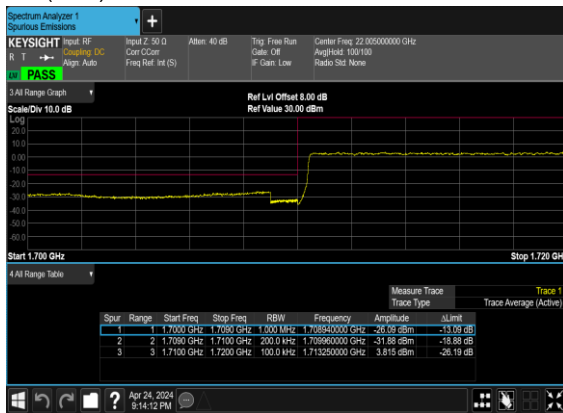 Spectrum Analyzer 1
Spurious Emissions
KEYSIGHT Input: RF Input Z: 50 Ω Atten: 40 dB Trig: Free Run Center Freq: 22.005000000 GHz
R T Coupling: DC Corr CCorr Gate: Off Avg|Hold: 100/100
Align: Auto Freq Ref: Int (S) IF Gain: Low Radio Std: None
PASS
3 All Range Graph
Ref Lvl Offset 8.00 dB
Scale/Div 10.0 dB Ref Value 30.00 dBm
Log
20.0
10.0
0.00
-10.0
-20.0
-30.0
-40.0
-50.0
-60.0
Start 1.700 GHz Stop 1.720 GH
4 All Range Table
Measure Trace Trace 1
Trace Type Trace Average (Active)
Spur Range Start Freq Stop Freq RBW Frequency Amplitude ΔLimit
1 1 1.7000 GHz 1.7090 GHz 1.000 MHz 1.708940000 GHz -26.09 dBm -13.09 dB
2 2 1.7090 GHz 1.7100 GHz 200.0 kHz 1.709960000 GHz -31.88 dBm -18.88 dB
3 3 1.7100 GHz 1.7200 GHz 100.0 kHz 1.713250000 GHz 3.815 dBm -26.19 dB
? Apr 24, 2024
9:14:12 PM